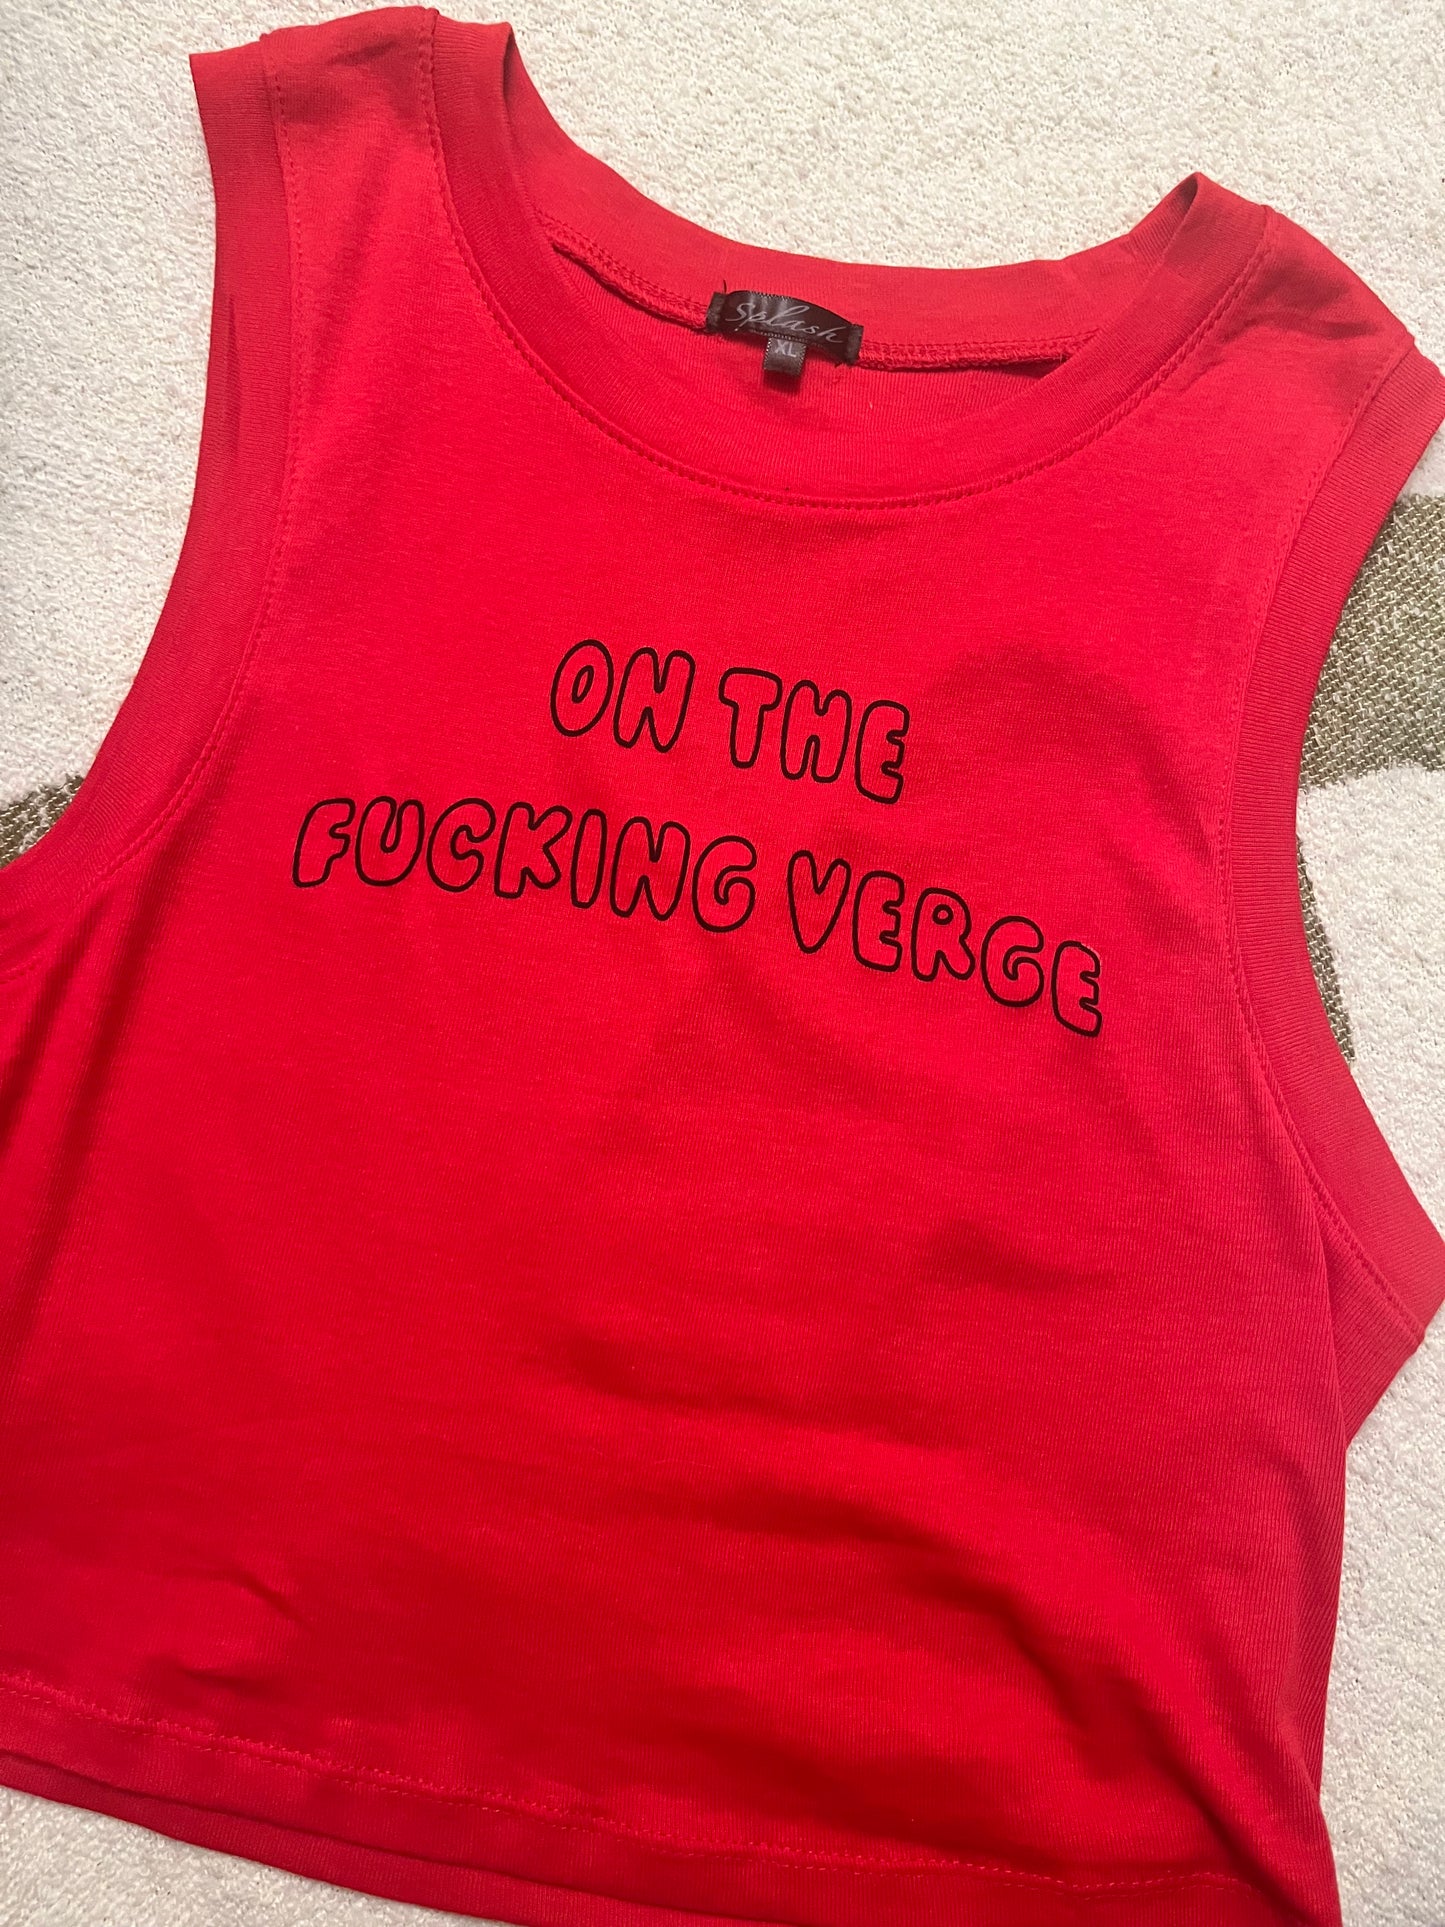 Splash
XL
ON THE
FUCKING VERGE